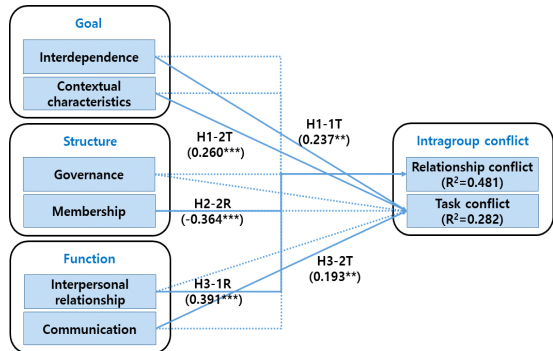 Goal
Interdependence
Contextual
characteristics
Structure
Governance
Membership
Function
Interpersonal
relationship
Communication
H1-1T
(0.237**)
H1-2T
(0.260***)
H2-2R
(-0.364***)
H3-2T
(0.193**)
H3-1R
(0.391***)
Intragroup conflict
Relationship conflict
(R²=0.481)
Task conflict
(R²=0.282)